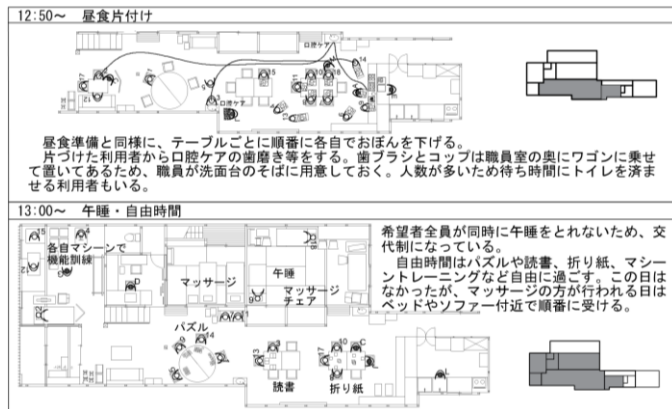 12:50～ 昼食片付け
口腔ケア
口腔ケア
昼食準備と同様に、テーブルごとに順番に各自でおぼんを下げる。
片づけた利用者から口腔ケアの歯磨き等をする。歯ブラシとコップは職員室の奥にワゴンに乗せ
て置いてあるため、職員が洗面台のそばに用意しておく。人数が多いため待ち時間にトイレを済ま
せる利用者もいる。
13:00～ 午睡・自由時間
希望者全員が同時に午睡をとれないため、交
代制になっている。
自由時間はパズルや読書、折り紙、マシー
ントレーニングなど自由に過ごす。この日は
なかったが、マッサージの方が行われる日は
ベッドやソファー付近で順番に受ける。
各自マシーンで
機能訓練
マッサージ
午睡
マッサージ
チェア
パズル
読書
折り紙